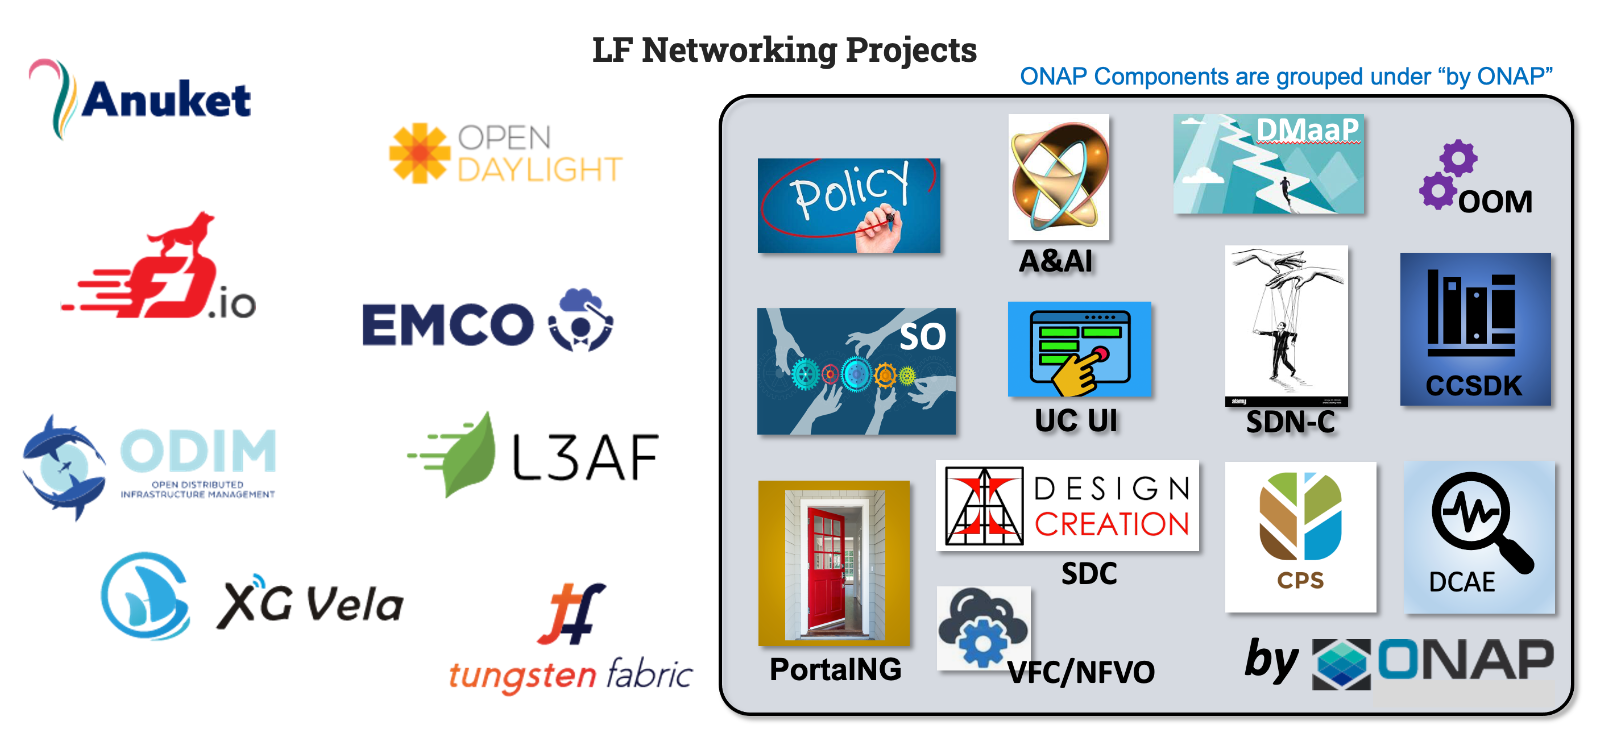 LF Networking Projects
ONAP Components are grouped under “by ONAP”
Anuket
OPEN
DAYLIGHT
.io
EMCO
ODIM
OPEN DISTRIBUTED
INFRASTRUCTURE MANAGEMENT
L3AF
XG Vela
tf
tungsten fabric
Policy
A&AI
DMaaP
OOM
SO
UC UI
alamy
SDN-C
CCSDK
PortalNG
DESIGN
CREATION
SDC
VFC/NFVO
CPS
DCAE
by ONAP